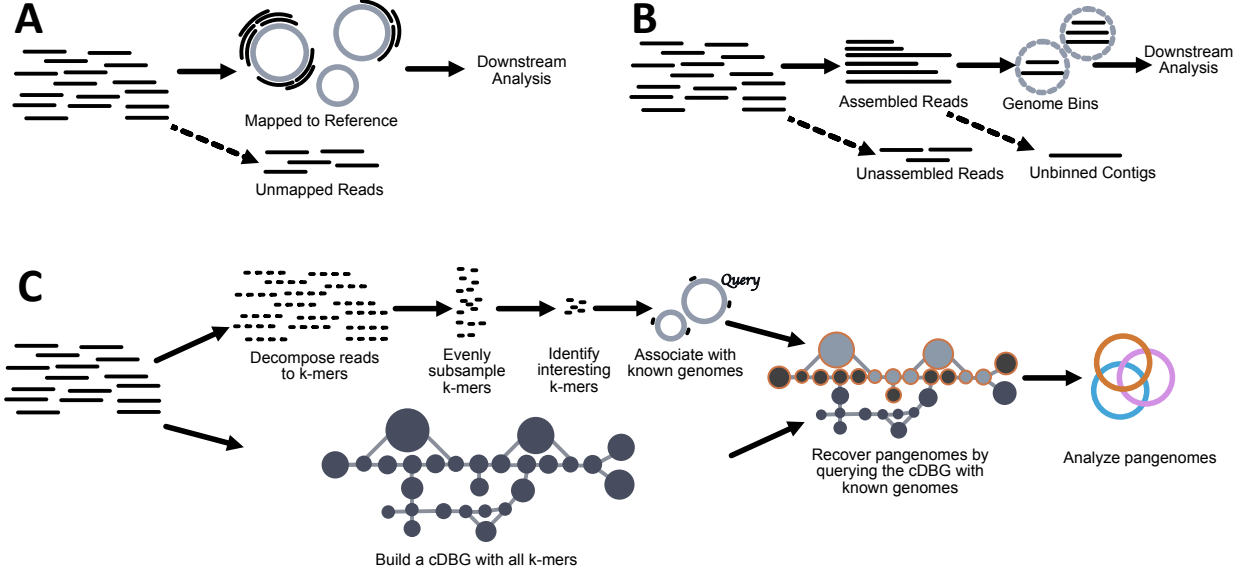 A
Mapped to Reference
Downstream
Analysis
Unmapped Reads
B
Assembled Reads
Genome Bins
Downstream
Analysis
Unassembled Reads
Unbinned Contigs
C
Decompose reads
to k-mers
Evenly
subsample
k-mers
Identify
interesting
k-mers
Query
Associate with
known genomes
Build a cDBG with all k-mers
Recover pangenomes by
querying the cDBG with
known genomes
Analyze pangenomes